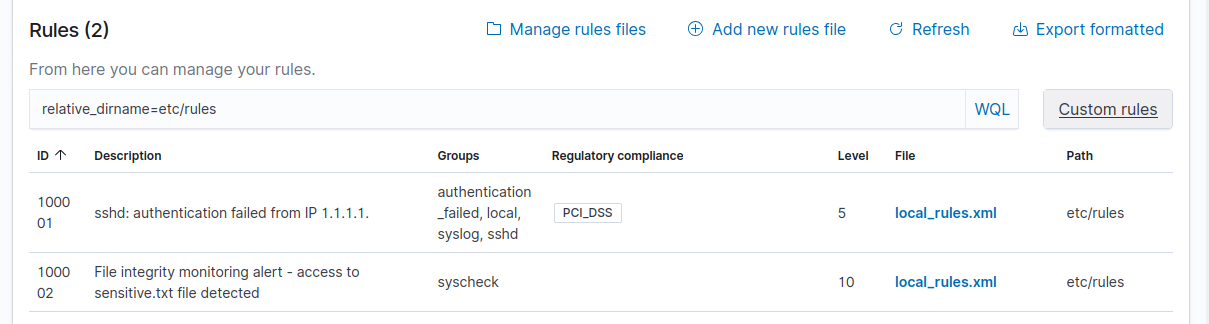 Rules (2)
Manage rules files
Add new rules file
Refresh
Export formatted
From here you can manage your rules.
relative_dirname=etc/rules
WQL
Custom rules
ID
Description
Groups
Regulatory compliance
Level
File
Path
100001
sshd: authentication failed from IP 1.1.1.1.
authentication
_failed, local,
syslog, sshd
PCI_DSS
5
local_rules.xml
etc/rules
100002
File integrity monitoring alert - access to
sensitive.txt file detected
syscheck
10
local_rules.xml
etc/rules